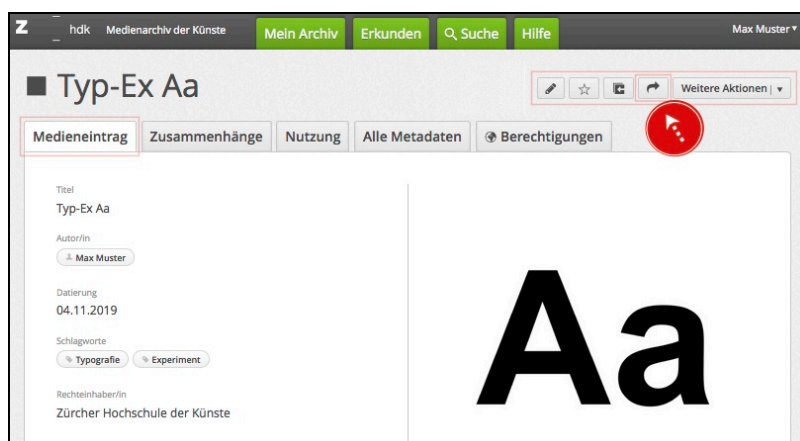 Z hdk Medienarchiv der Künste Mein Archiv Erkunden Suche Hilfe Max Muster
Typ-Ex Aa Weitere Aktionen
Medieneintrag Zusammenhänge Nutzung Alle Metadaten Berechtigungen
Titel
Typ-Ex Aa
Autor/in
Max Muster
Datierung
04.11.2019
Schlagworte
Typografie Experiment
Rechteinhaber/in
Zürcher Hochschule der Künste
Aa